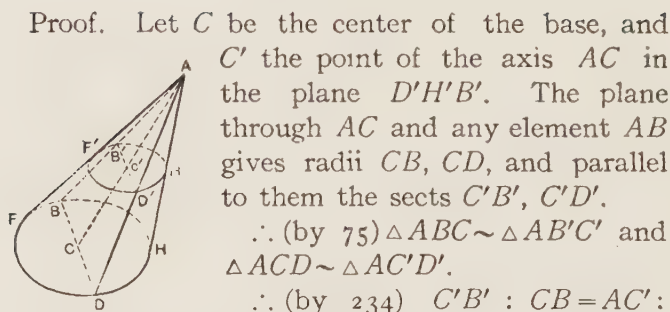 Proof. Let C be the center of the base, and
C′ the point of the axis AC in
the plane D′H′B′. The plane
through AC and any element AB
gives radii CB, CD, and parallel
to them the sects C′B′, C′D′.
∴ (by 75) △ABC ~ △AB′C′ and
△ACD ~ △AC′D′.
∴ (by 234) C′B′ : CB = AC′ :
A
F′
B′
C′
H
D′
F
B
C
H
D